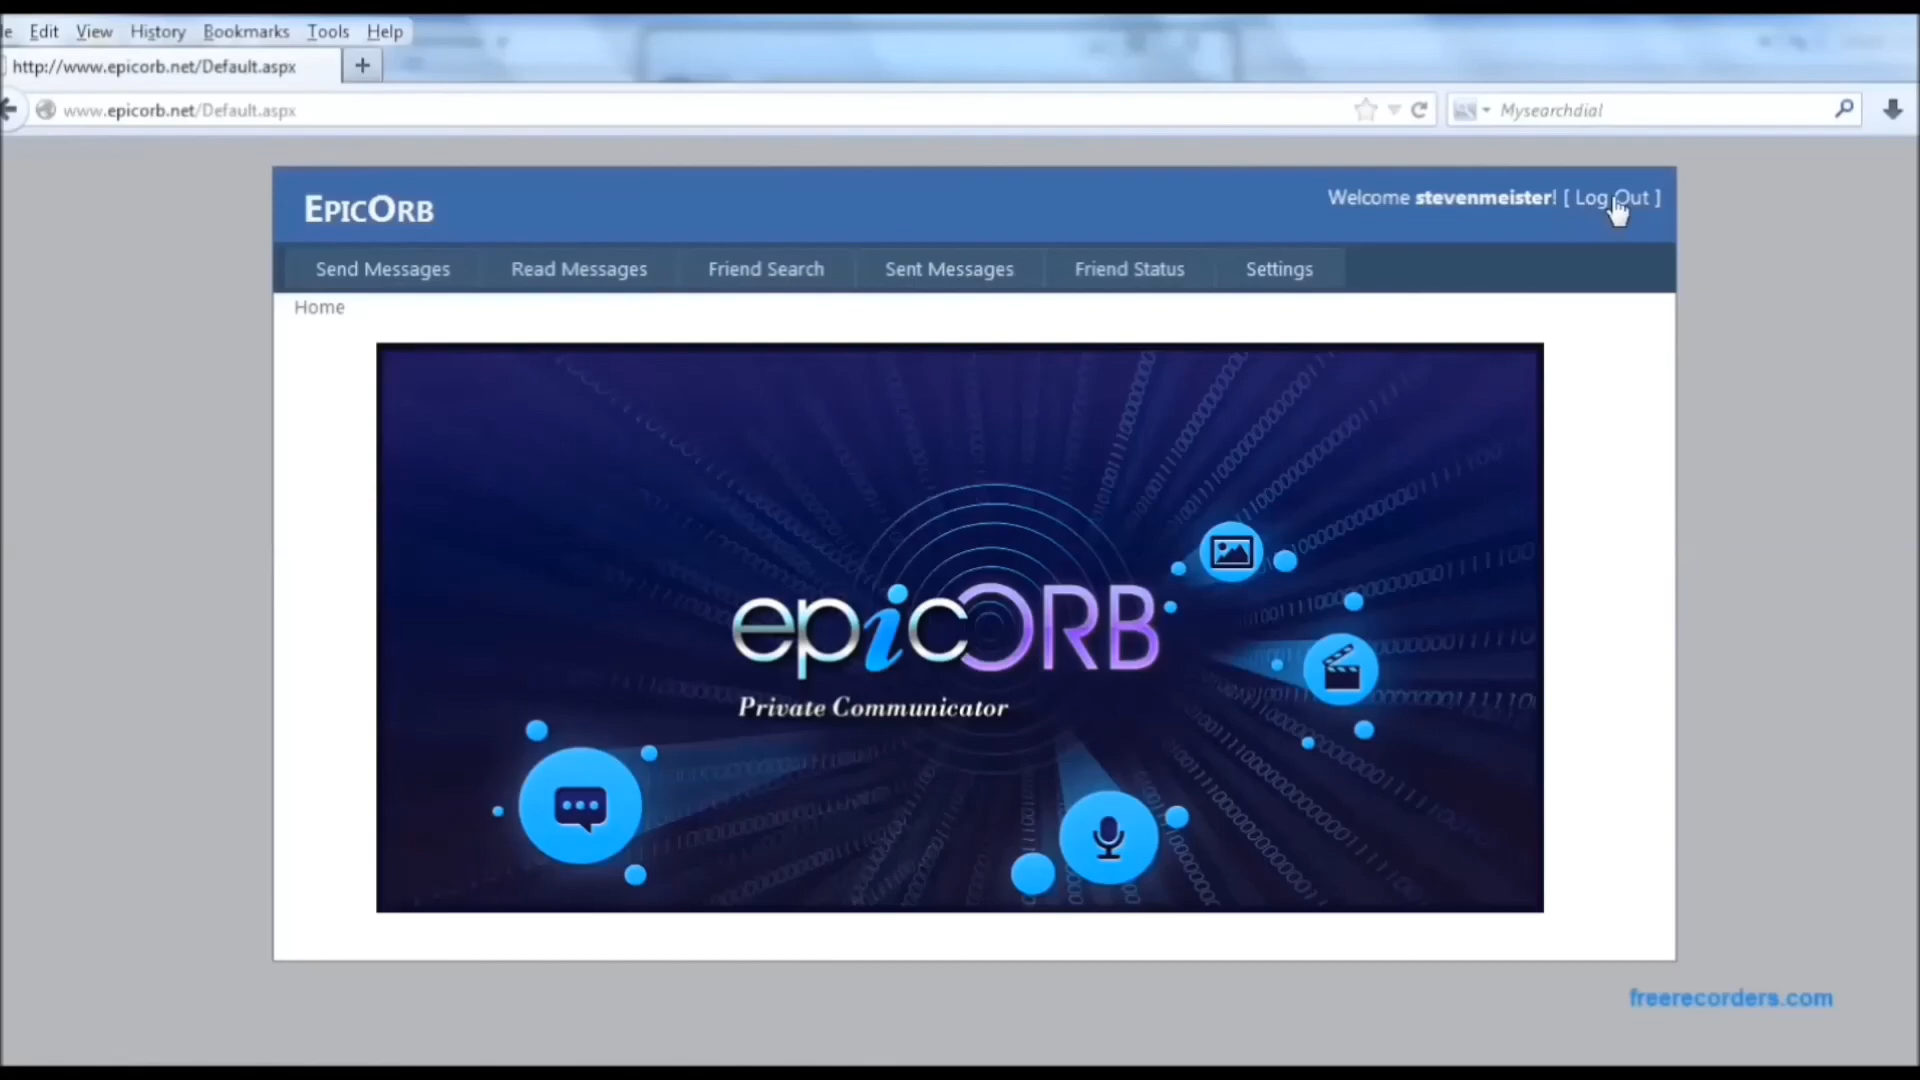 le Edit View History Bookmarks Tools Help
http://www.epicorb.net/Default.aspx +
www.epicorb.net/Default.aspx Mysearchdial
EPICORB Welcome stevenmeister! [ Log Out ]
Send Messages Read Messages Friend Search Sent Messages Friend Status Settings
Home
epicORB
Private Communicator
freerecorders.com